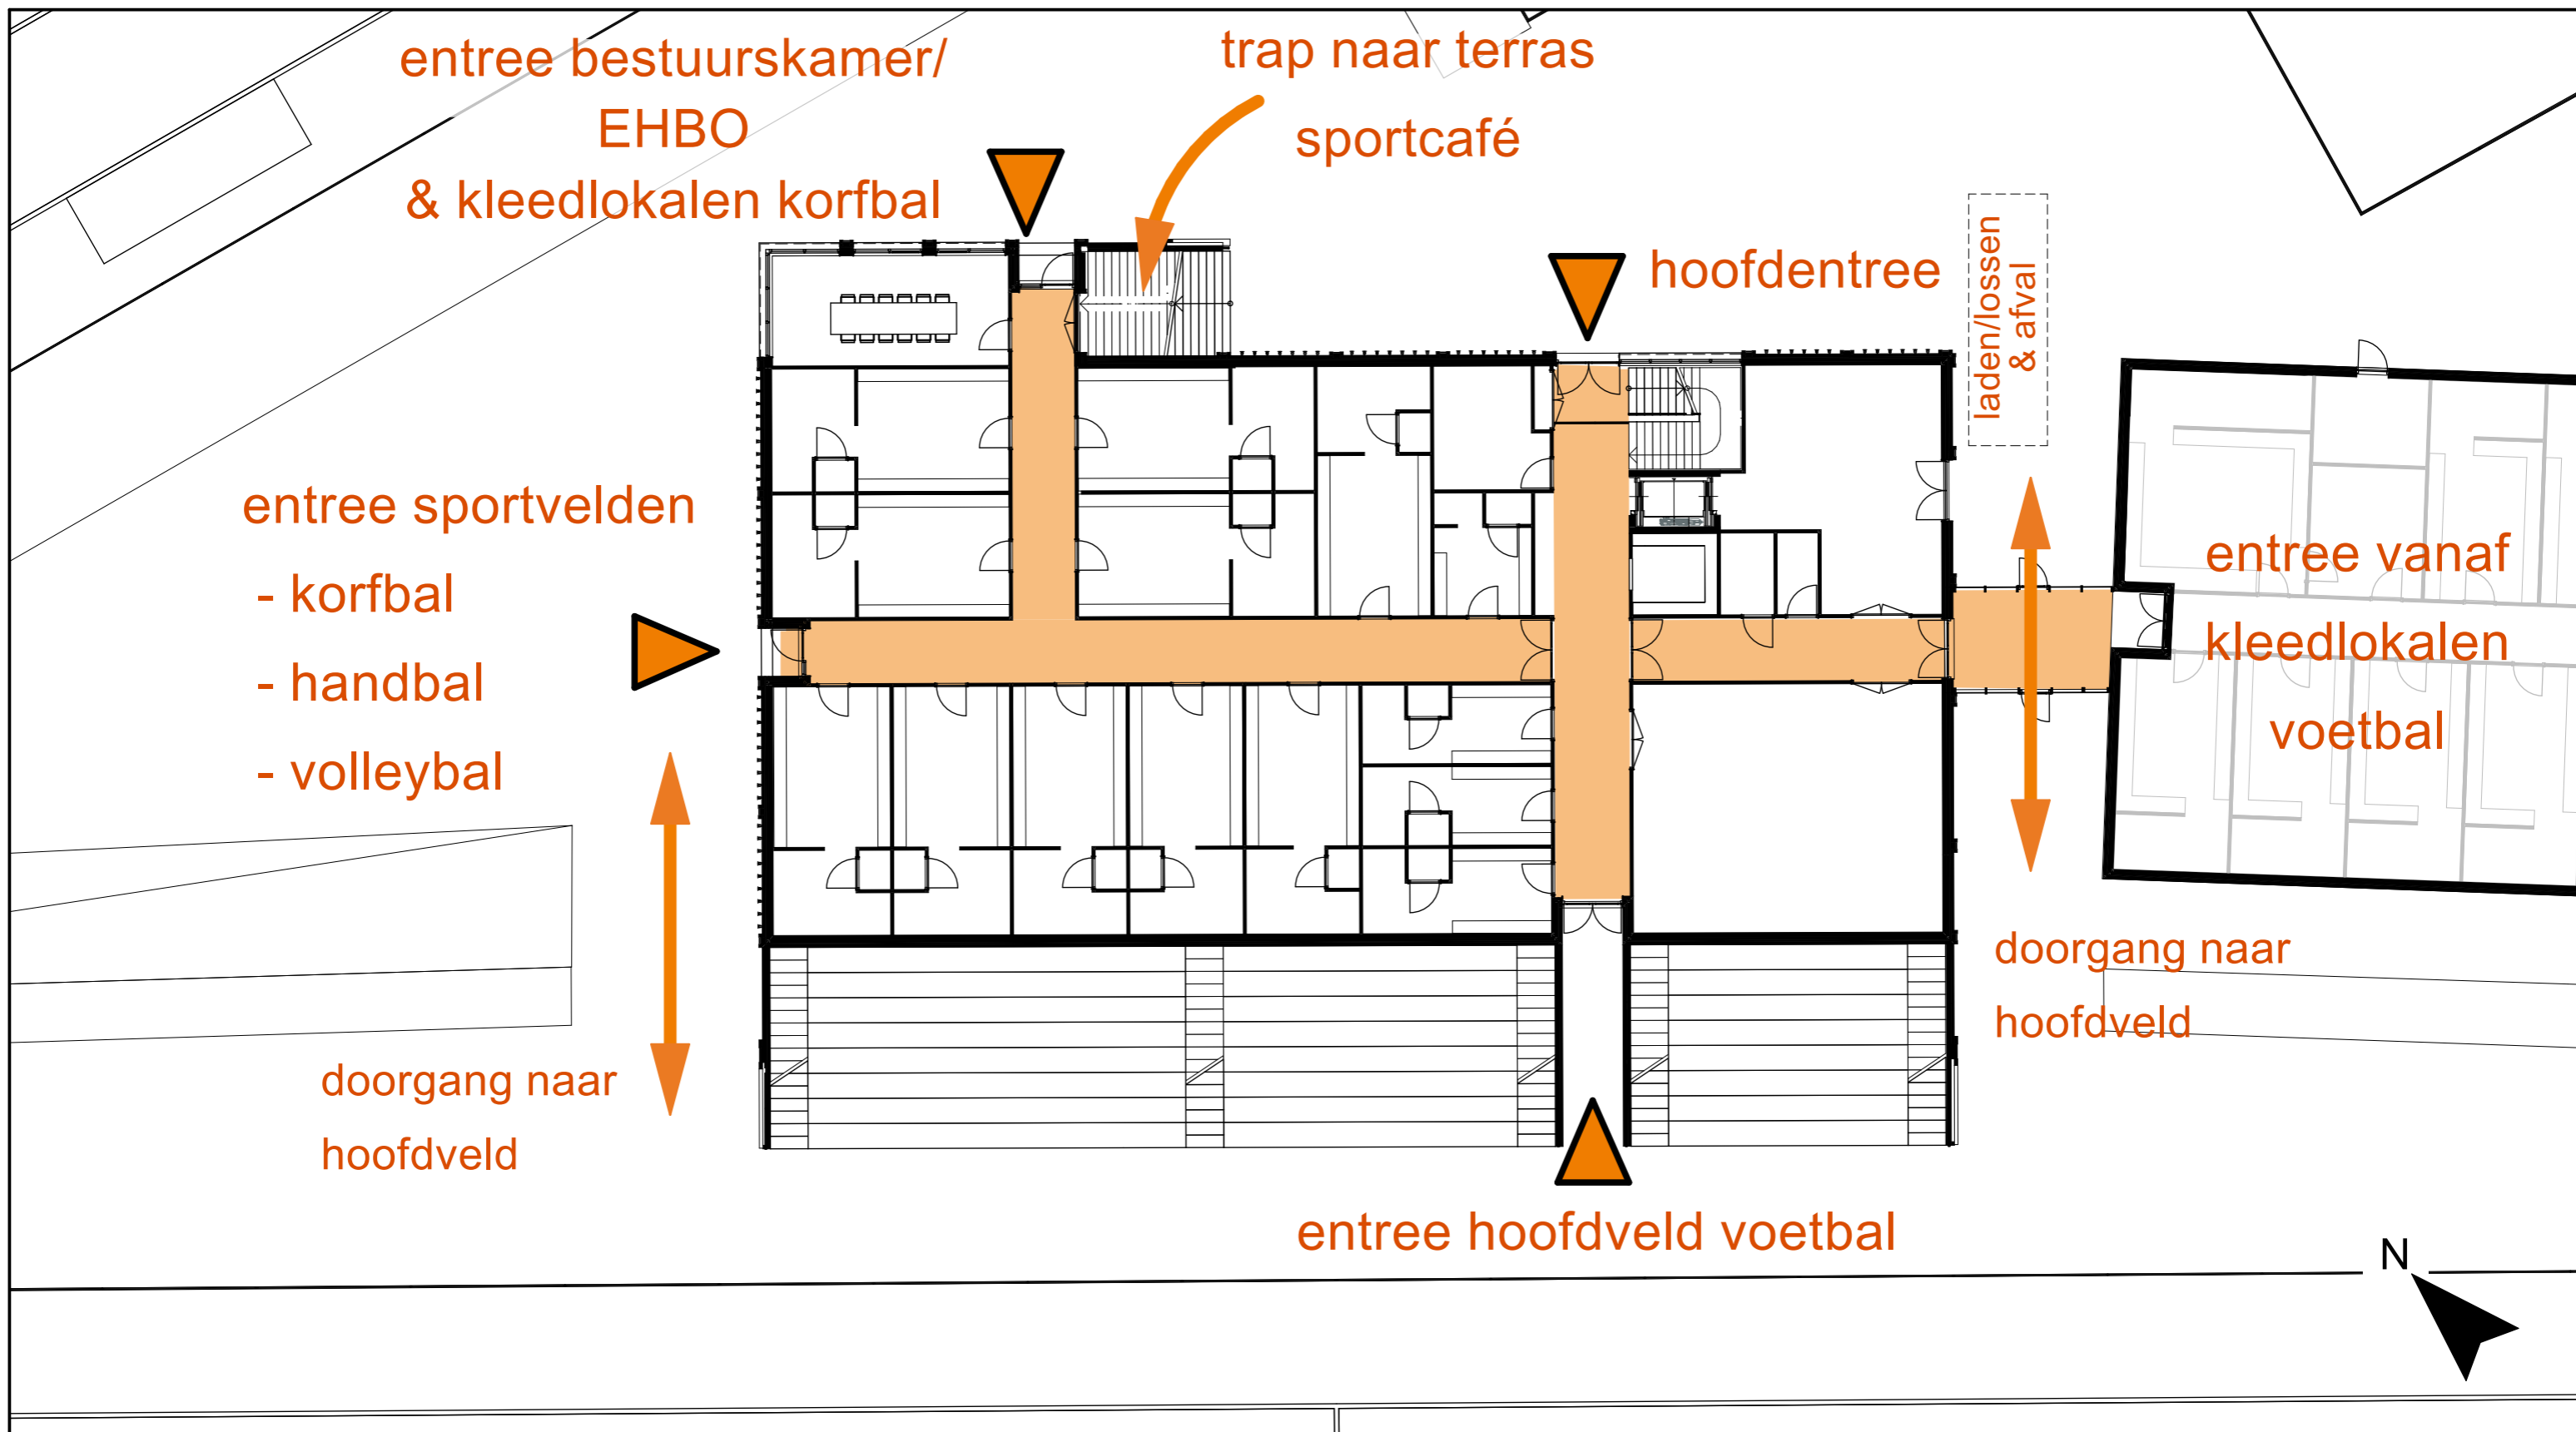 entree bestuurskamer/
EHBO
& kleedlokalen korfbal
trap naar terras
sportcafé
hoofdentree
laden/lossen
& afval
entree sportvelden
- korfbal
- handbal
- volleybal
entree vanaf
kleedlokalen
voetbal
doorgang naar
hoofdveld
doorgang naar
hoofdveld
entree hoofdveld voetbal
N